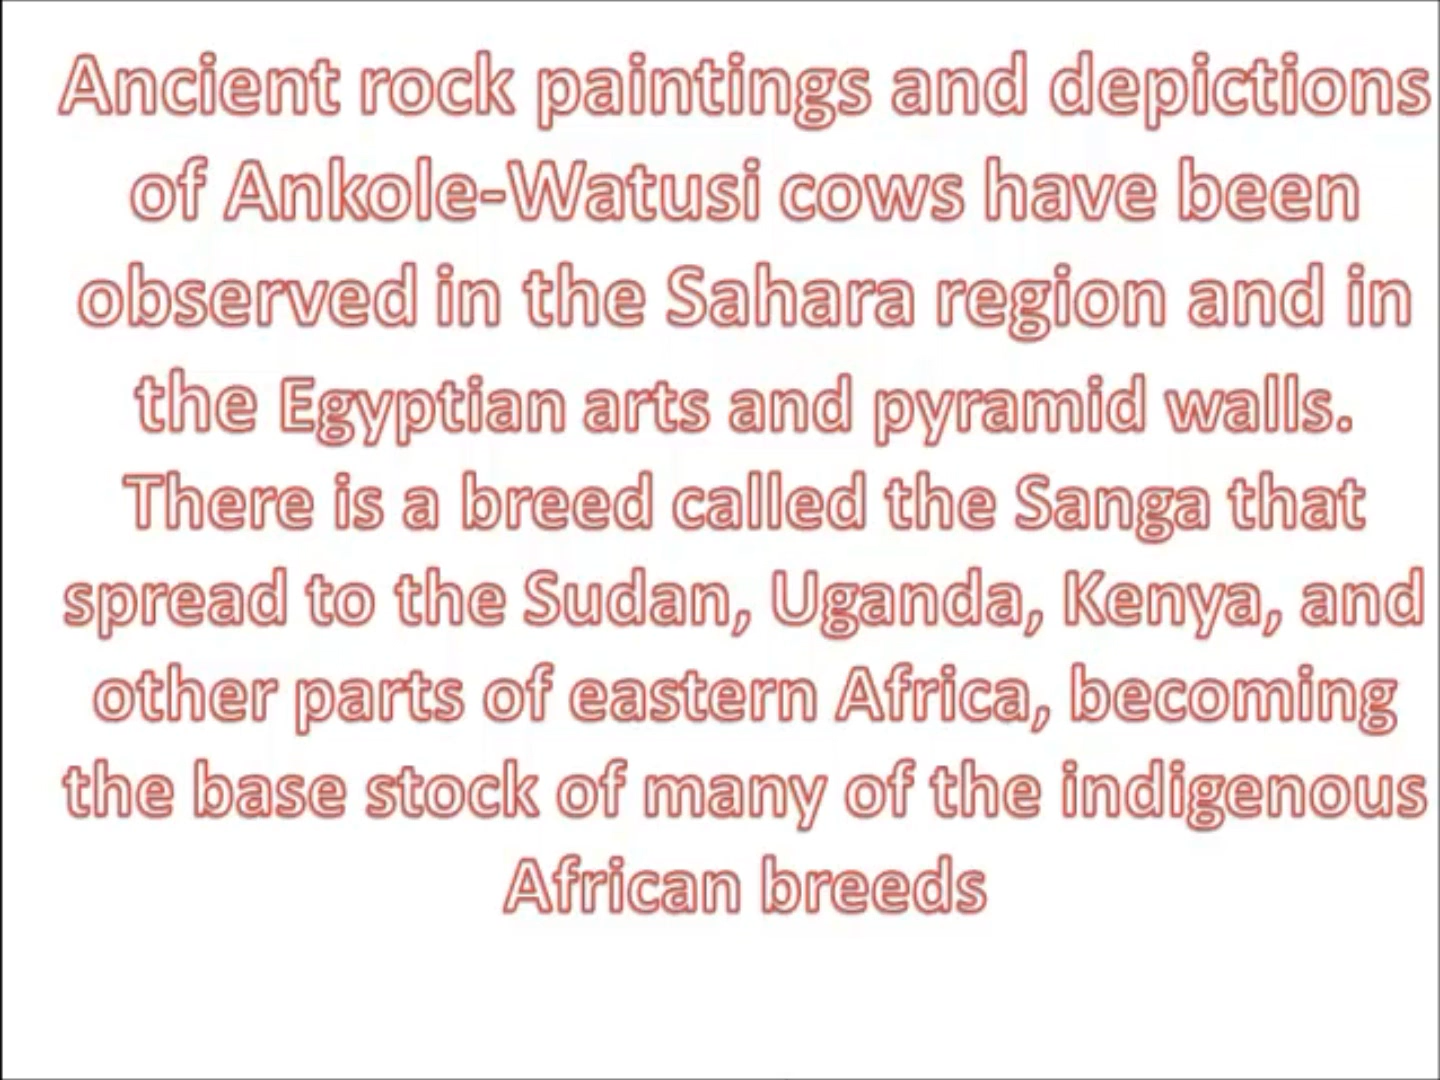 Ancient rock paintings and depictions
of Ankole-Watusi cows have been
observed in the Sahara region and in
the Egyptian arts and pyramid walls.
There is a breed called the Sanga that
spread to the Sudan, Uganda, Kenya, and
other parts of eastern Africa, becoming
the base stock of many of the indigenous
African breeds